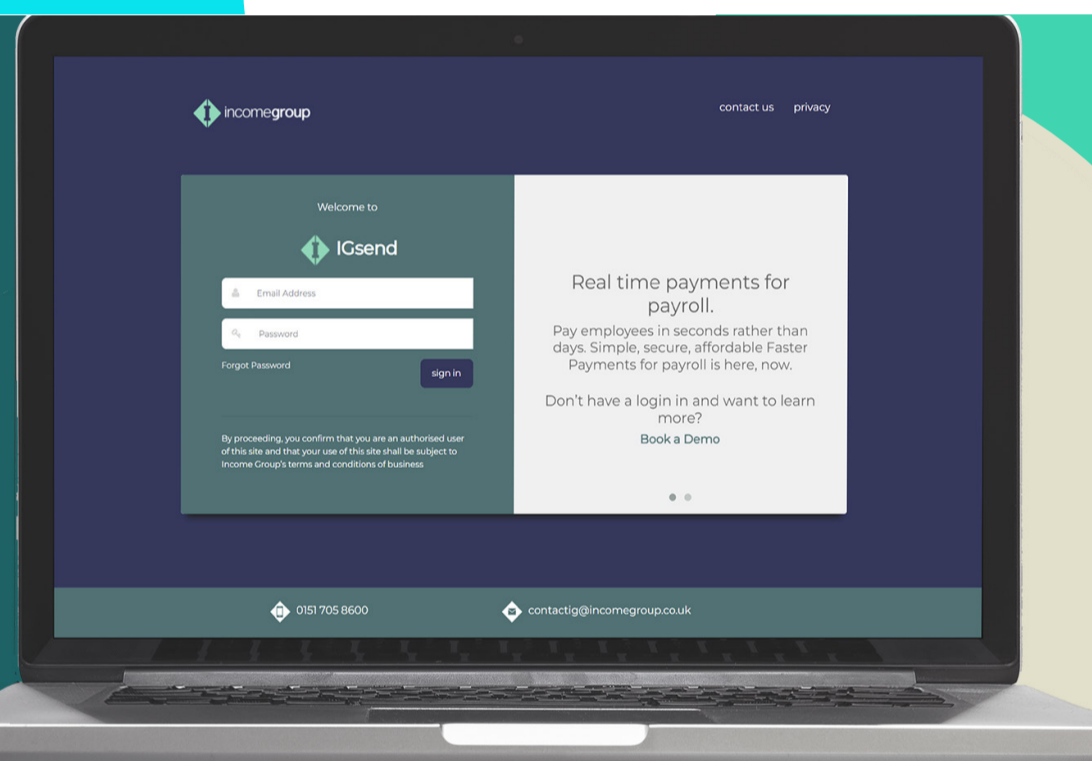 incomegroup
contact us privacy
Welcome to
IGsend
Email Address
Password
Forgot Password
sign in
By proceeding, you confirm that you are an authorised user
of this site and that your use of this site shall be subject to
Income Group's terms and conditions of business
Real time payments for
payroll.
Pay employees in seconds rather than
days. Simple, secure, affordable Faster
Payments for payroll is here, now.
Don't have a login in and want to learn
more?
Book a Demo
0151 705 8600
contactig@incomegroup.co.uk